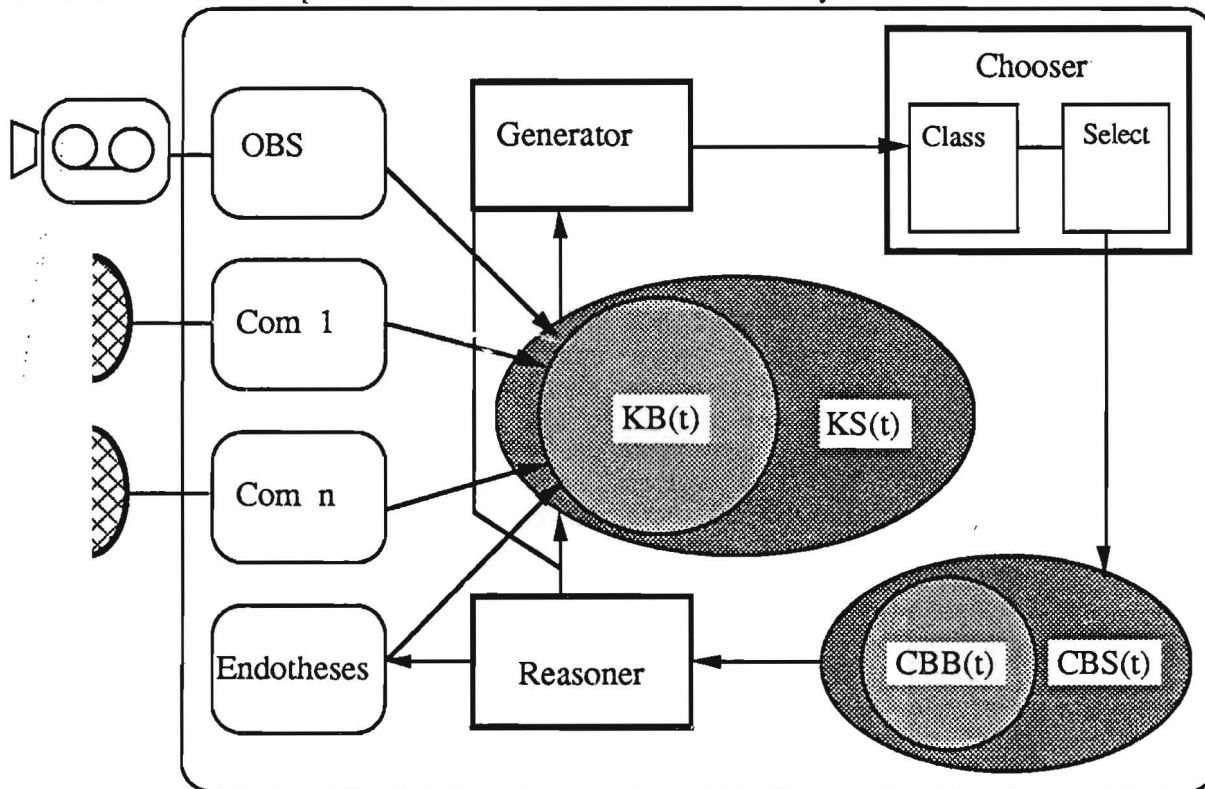 Chooser
OBS
Generator
Class
Select
Com 1
KB(t)
KS(t)
Com n
Endotheses
Reasoner
CBB(t)
CBS(t)